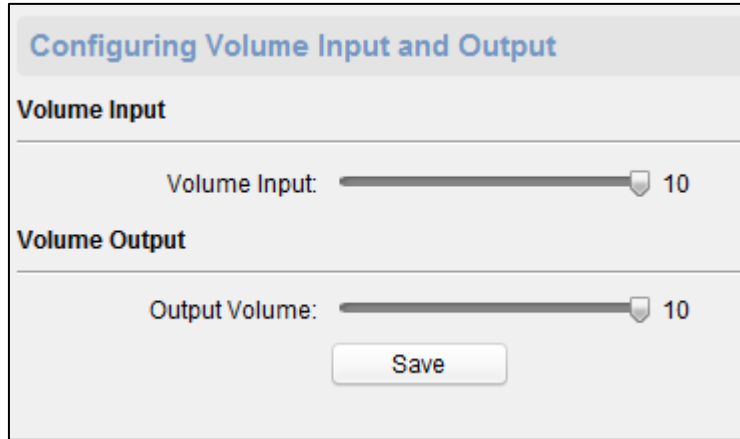 Configuring Volume Input and Output
Volume Input
Volume Input: 10
Volume Output
Output Volume: 10
Save